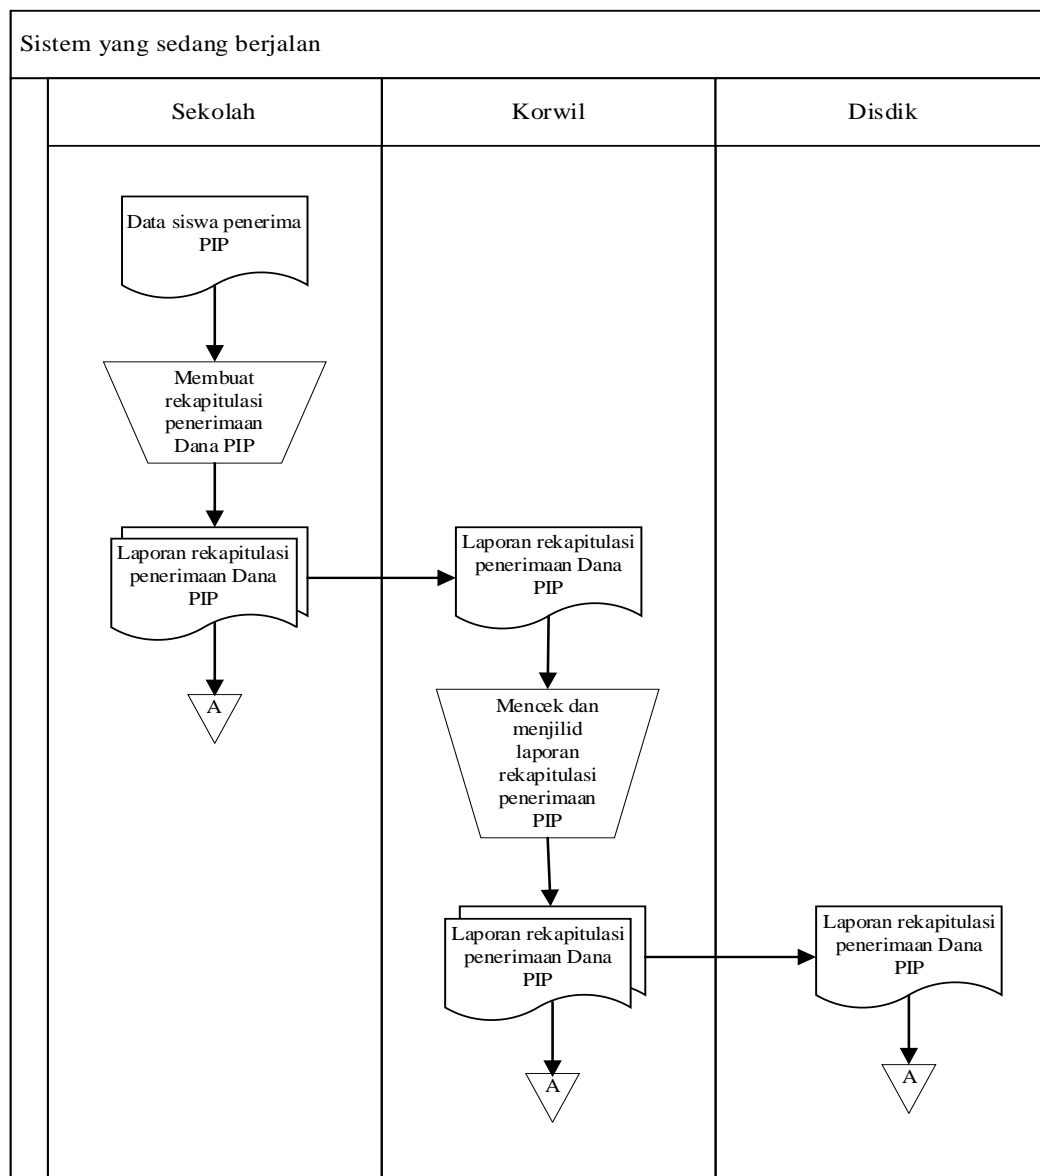 Sistem yang sedang berjalan
Sekolah
Korwil
Disdik
Data siswa penerima
PIP
Membuat
rekapitulasi
penerimaan
Dana PIP
Laporan rekapitulasi
penerimaan Dana
PIP
A
Laporan rekapitulasi
penerimaan Dana
PIP
Mencek dan
menjilid
laporan
rekapitulasi
penerimaan
PIP
Laporan rekapitulasi
penerimaan Dana
PIP
A
Laporan rekapitulasi
penerimaan Dana
PIP
A